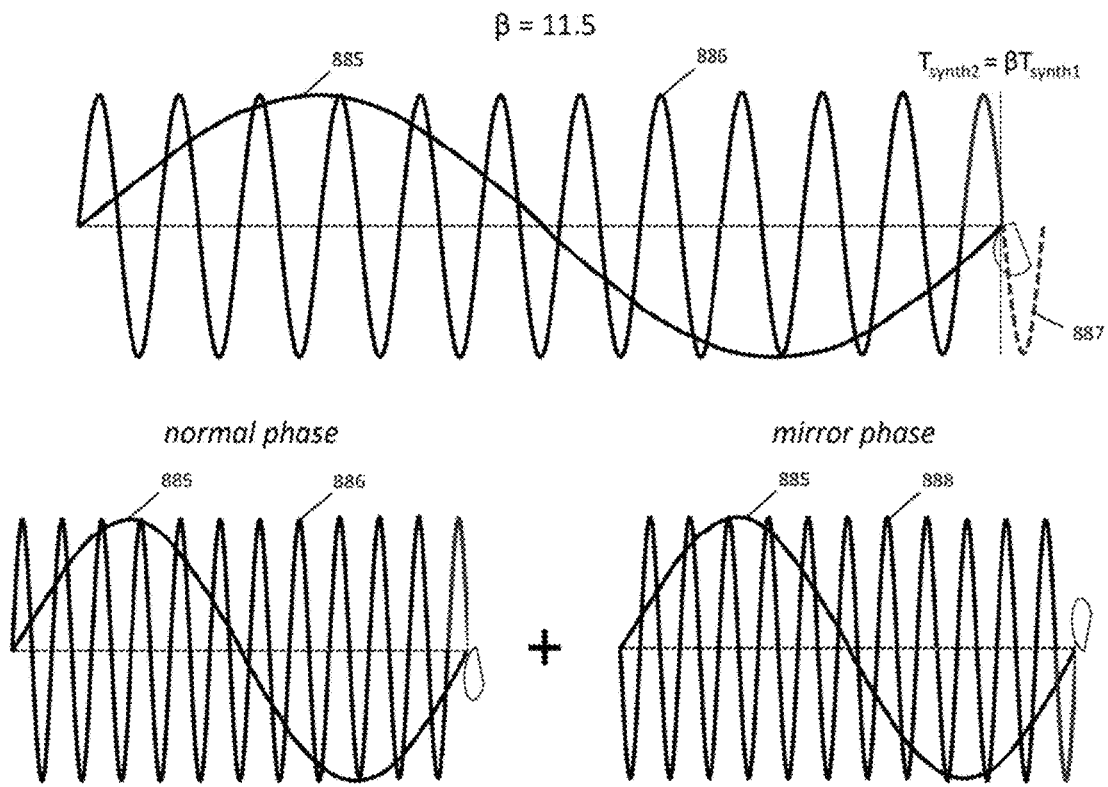 β = 11.5
885
886
T_synth2 = βT_synth1
887
normal phase
mirror phase
885
886
885
888
+